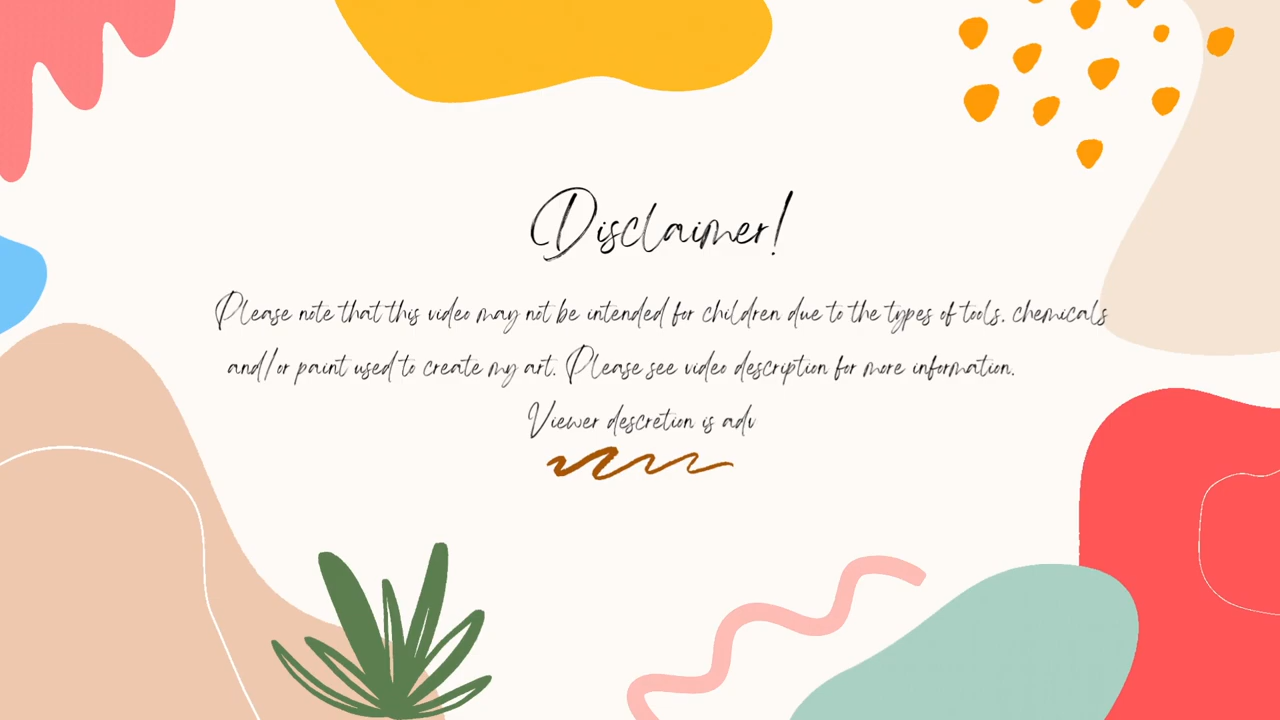 Disclaimer!
Please note that this video may not be intended for children due to the types of tools, chemicals
and/or paint used to create my art. Please see video description for more information.
Viewer descretion is adv